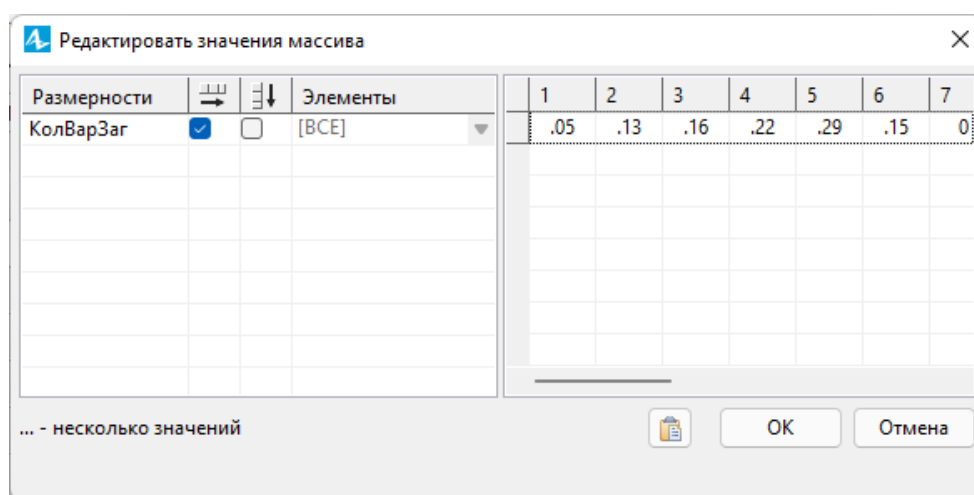 Редактировать значения массива
Размерности Элементы 1 2 3 4 5 6 7
КолВарЗаг [ВСЕ] .05 .13 .16 .22 .29 .15 0
... - несколько значений ОК Отмена